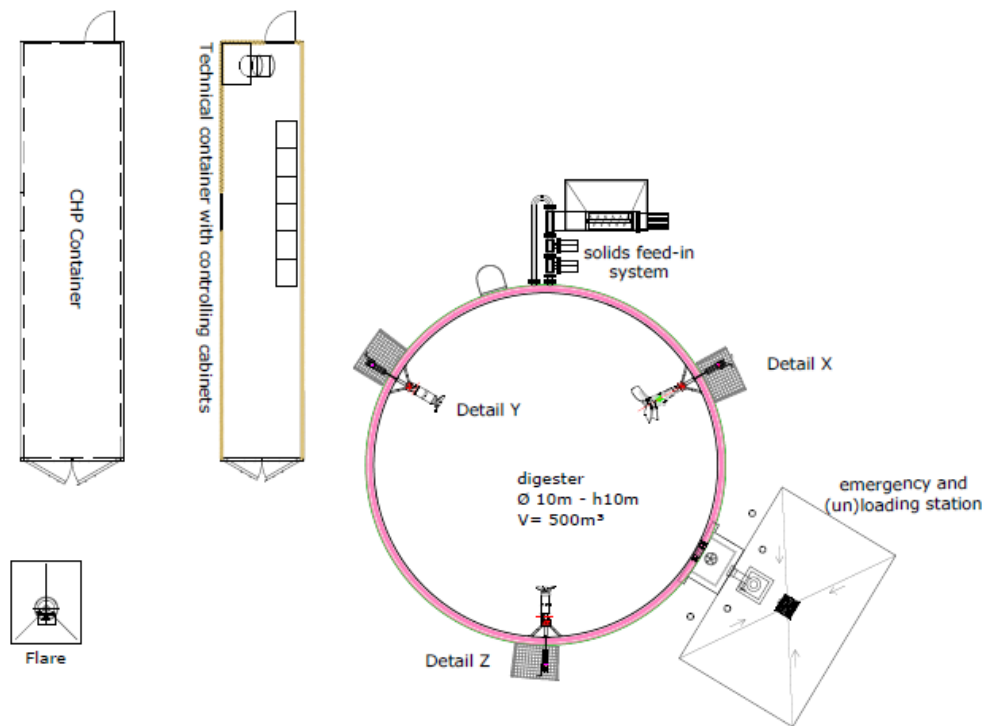 CHP Container
Technical container with controlling cabinets
solids feed-in
system
Detail X
Detail Y
digester
Ø 10m - h10m
V= 500m³
emergency and
(un)loading station
Detail Z
Flare